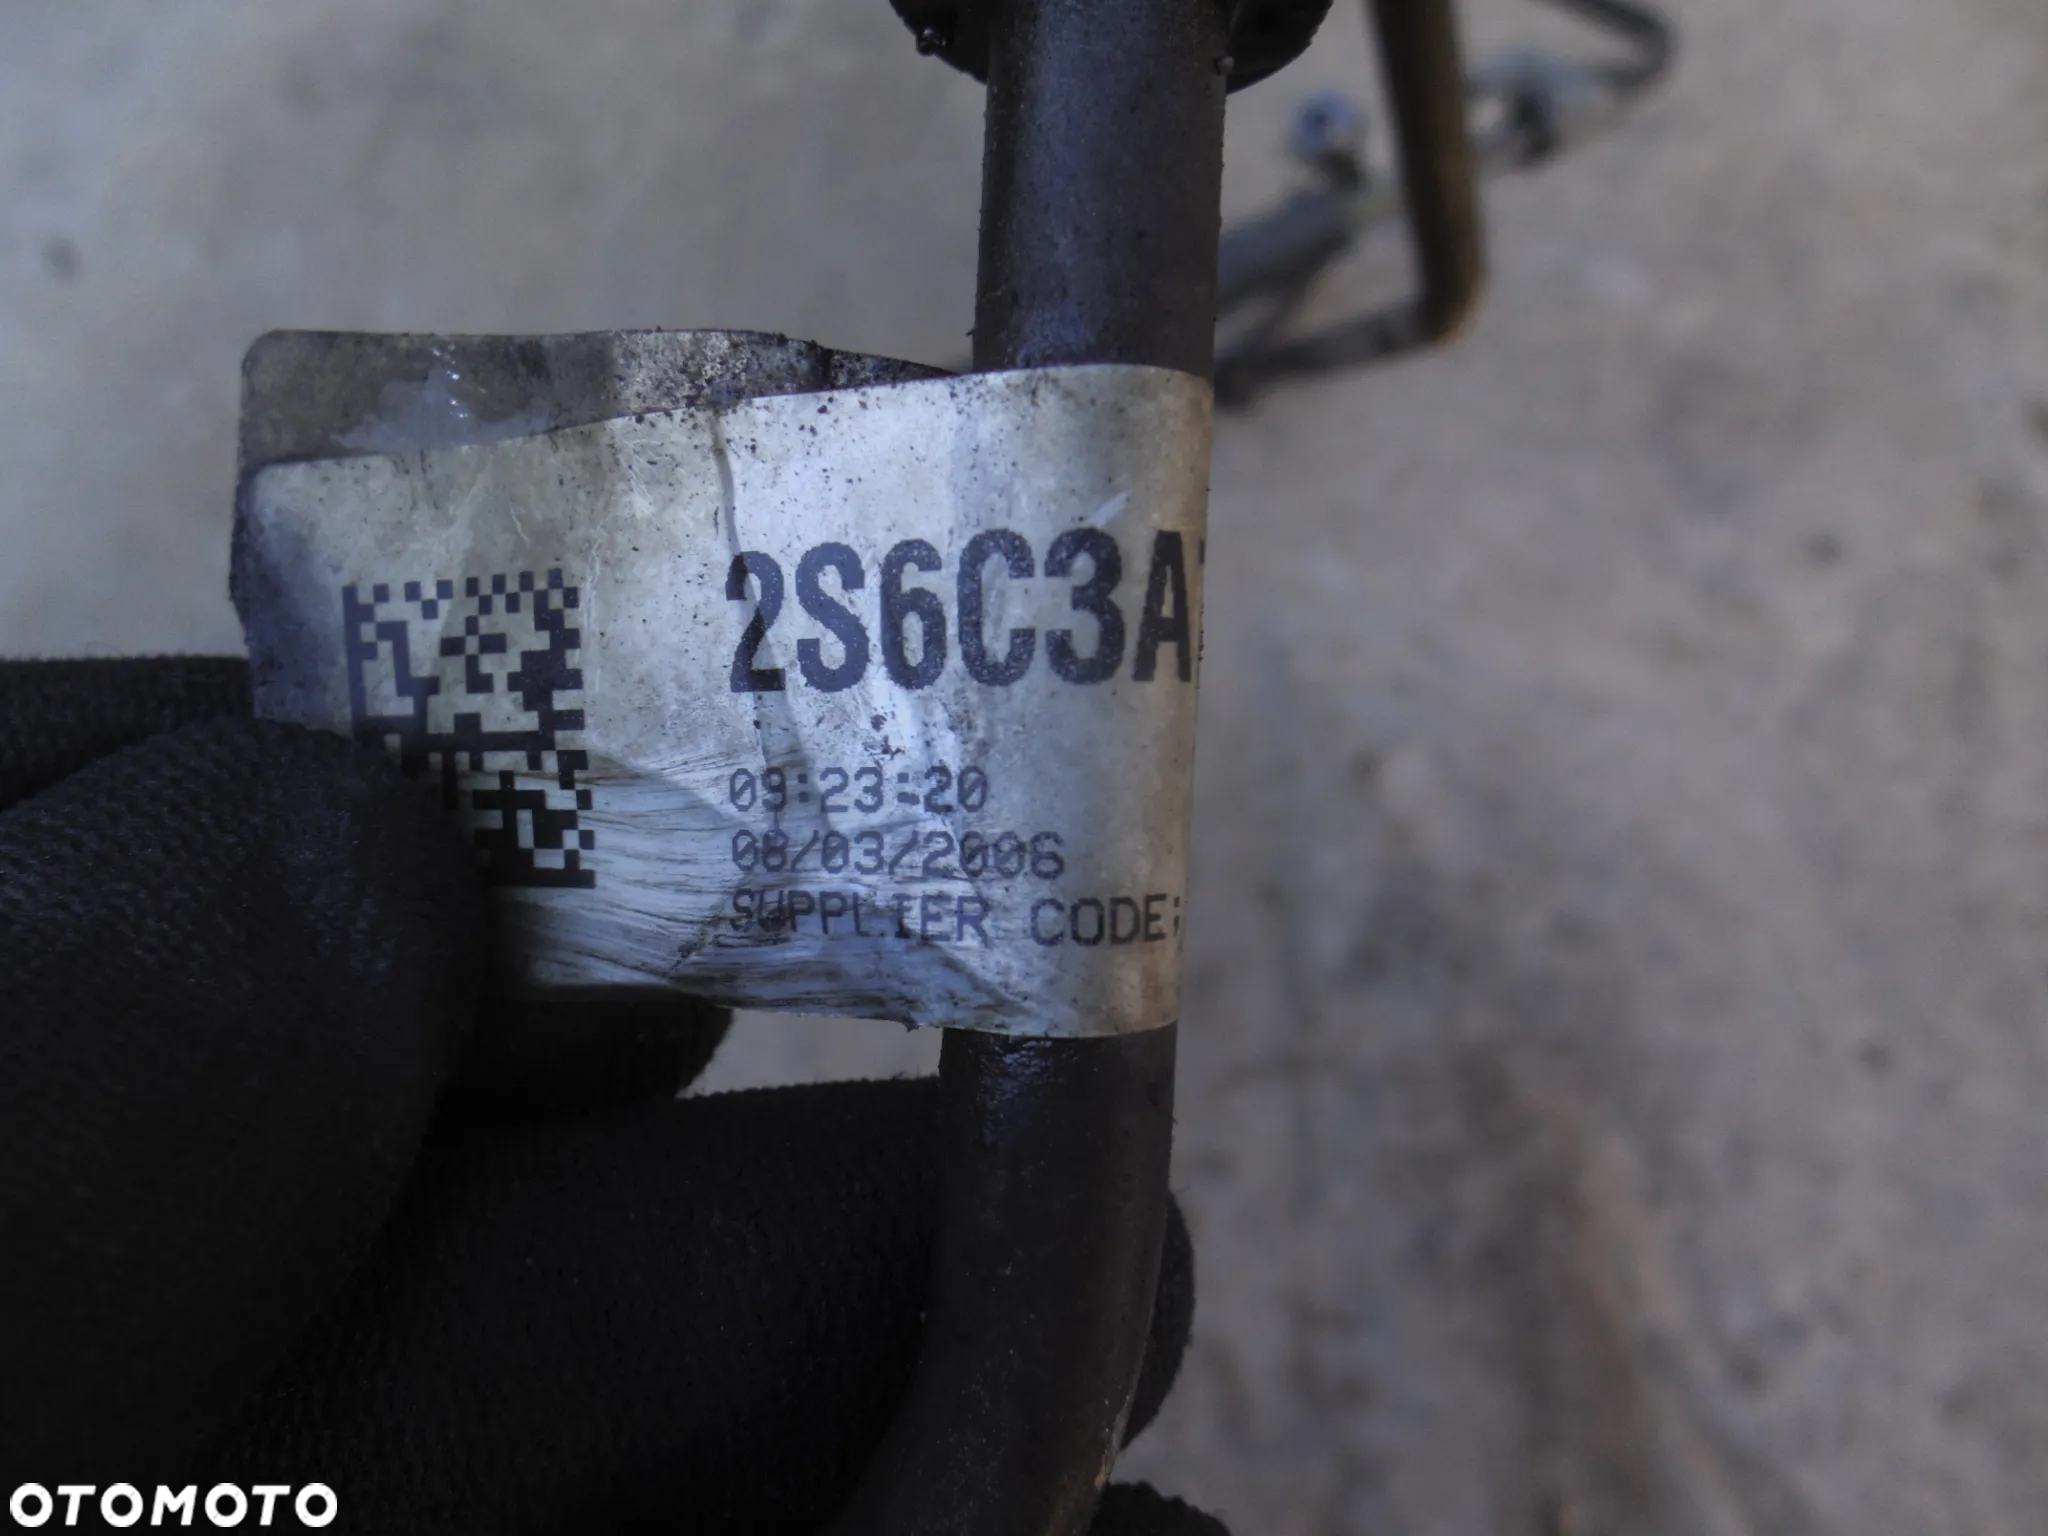 2S6C3A
09:23:20
08/03/2006
SUPPLIER CODE:
OTOMOTO